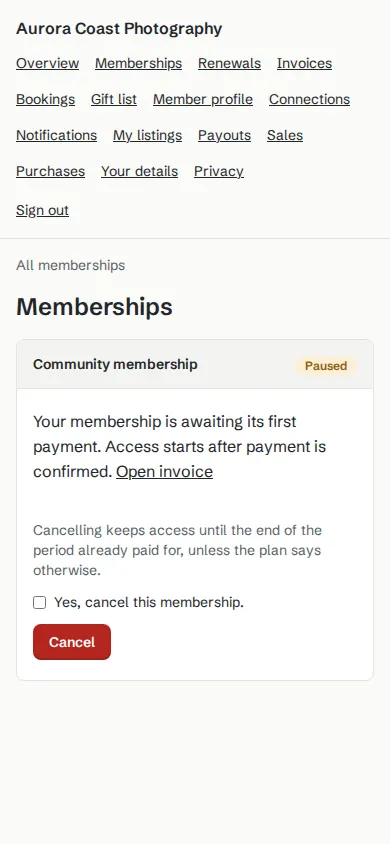 Aurora Coast Photography
Overview Memberships Renewals Invoices
Bookings Gift list Member profile Connections
Notifications My listings Payouts Sales
Purchases Your details Privacy
Sign out
All memberships
Memberships
Community membership Paused
Your membership is awaiting its first
payment. Access starts after payment is
confirmed. Open invoice
Cancelling keeps access until the end of the
period already paid for, unless the plan says
otherwise.
Yes, cancel this membership.
Cancel